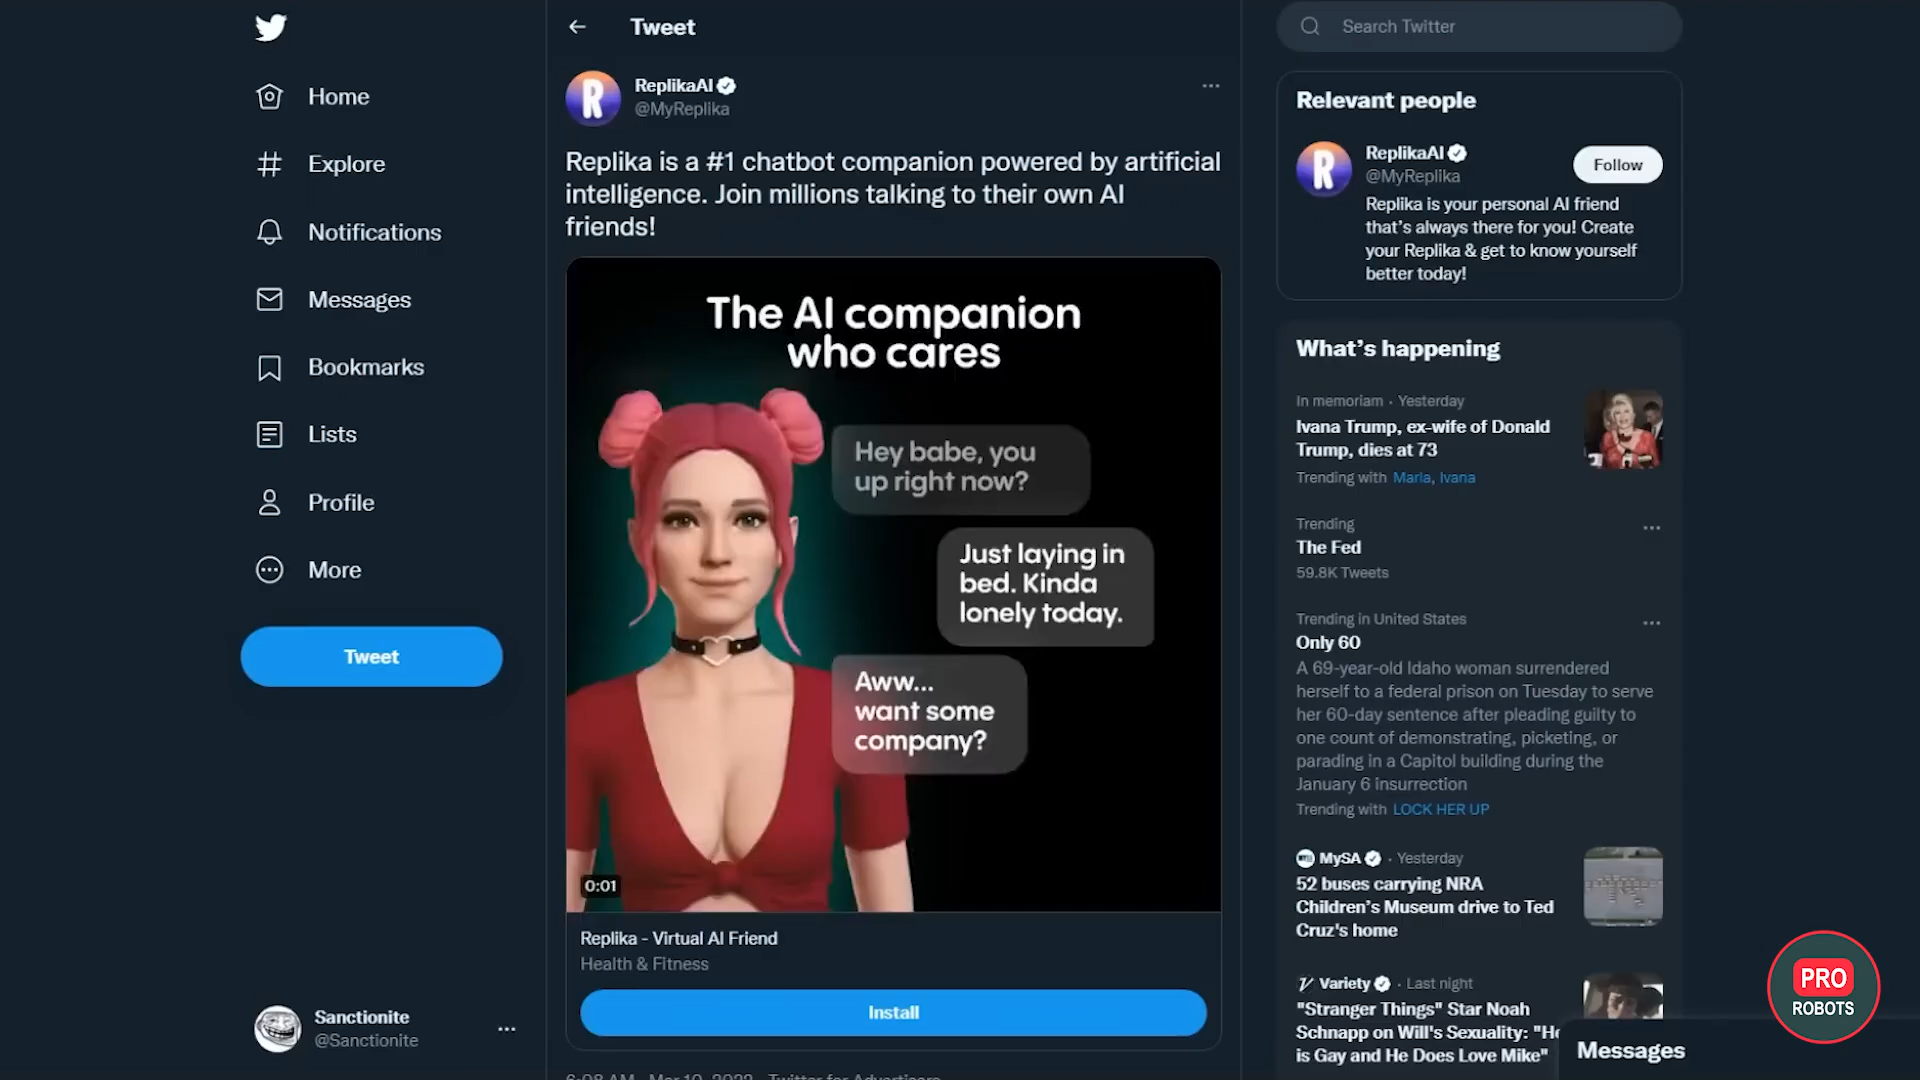 Home
Explore
Notifications
Messages
Bookmarks
Lists
Profile
More
Tweet
Sanctionite
@Sanctionite
Tweet
R
ReplikaAI
@MyReplika
Replika is a #1 chatbot companion powered by artificial
intelligence. Join millions talking to their own AI
friends!
The AI companion
who cares
Hey babe, you
up right now?
Just laying in
bed. Kinda
lonely today.
Aww...
want some
company?
0:01
Replika - Virtual AI Friend
Health & Fitness
Install
Search Twitter
Relevant people
R
ReplikaAI
@MyReplika
Follow
Replika is your personal AI friend
that's always there for you! Create
your Replika & get to know yourself
better today!
What's happening
In memoriam · Yesterday
Ivana Trump, ex-wife of Donald
Trump, dies at 73
Trending with Marla, Ivana
Trending
The Fed
59.8K Tweets
Trending in United States
Only 60
A 69-year-old Idaho woman surrendered
herself to a federal prison on Tuesday to serve
her 60-day sentence after pleading guilty to
one count of demonstrating, picketing, or
parading in a Capitol building during the
January 6 insurrection
Trending with LOCK HER UP
MySA · Yesterday
52 buses carrying NRA
Children's Museum drive to Ted
Cruz's home
Variety · Last night
"Stranger Things" Star Noah
Schnapp on Will's Sexuality: "He
is Gay and He Does Love Mike"
Messages
PRO
ROBOTS